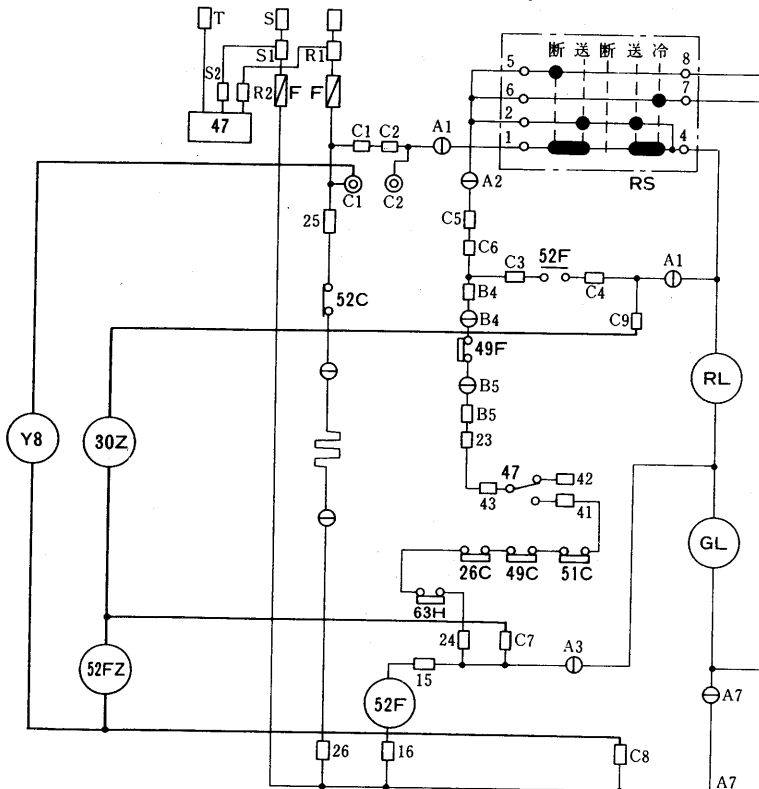 T
S
S1
R1
S2
R2
F
F
47
断 送 断 送 冷
5
8
6
7
2
1
4
RS
C1
C2
A1
C1
C2
A2
25
C5
C6
C3
52F
C4
A1
52C
B4
B4
C9
49F
RL
B5
B5
Y8
30Z
23
47
42
43
41
GL
26C
49C
51C
63H
24
C7
A3
52FZ
15
52F
A7
26
16
C8
A7